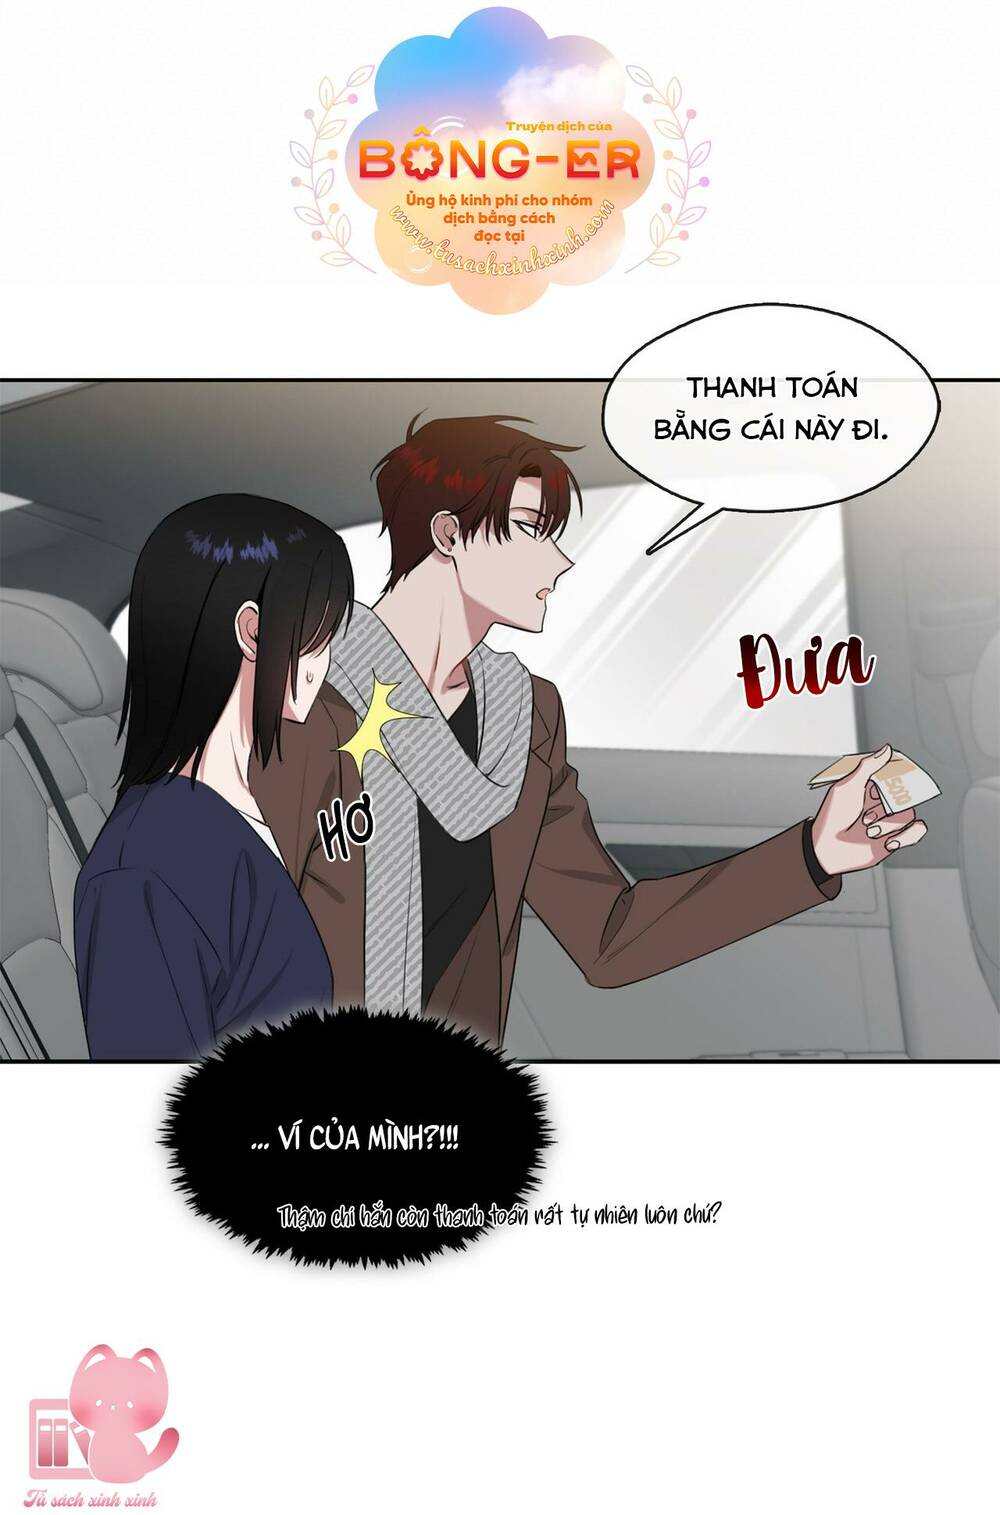 Truyện dịch của
BÔNG-ER
Ủng hộ kinh phí cho nhóm
dịch bằng cách
đọc tại
www.tusachxinhxinh.com
THANH TOÁN
BẰNG CÁI NÀY ĐI.
Đưa
HƠ
... VÍ CỦA MÌNH?!!!
Thậm chí hắn còn thanh toán rất tự nhiên luôn chứ?
Tủ sách xinh xinh